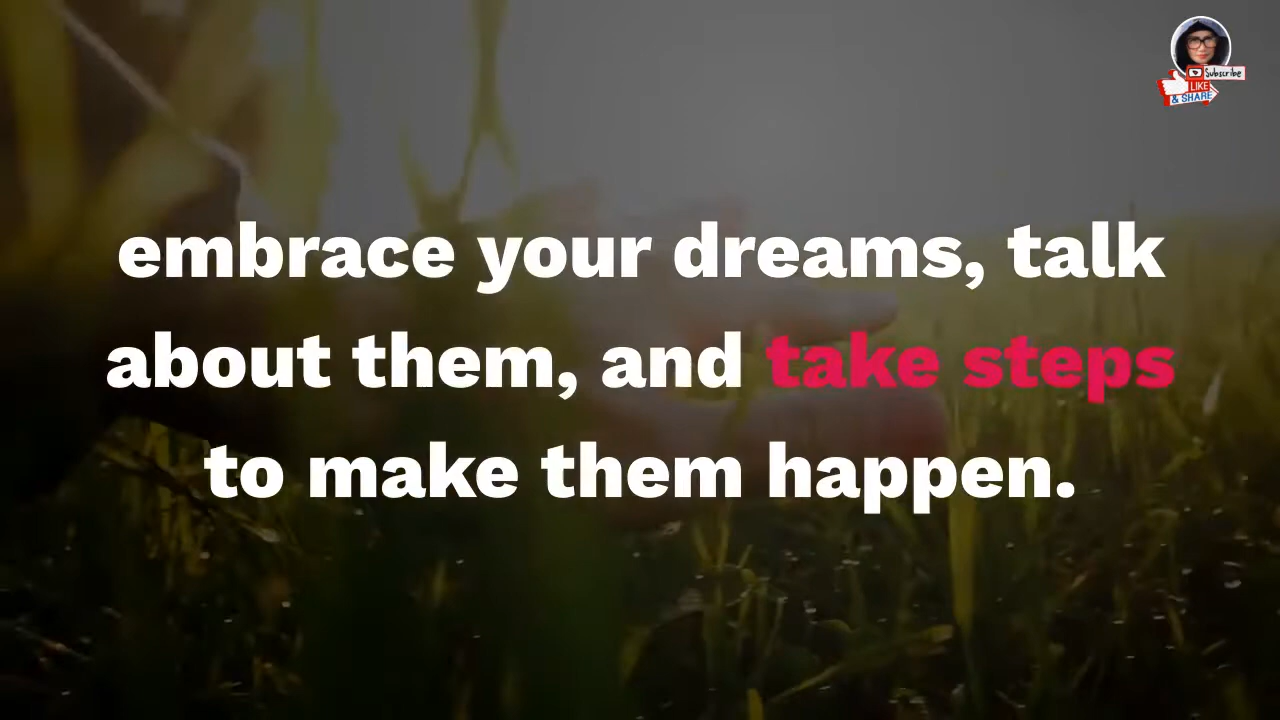 Subscribe
LIKE
& SHARE
embrace your dreams, talk
about them, and take steps
to make them happen.